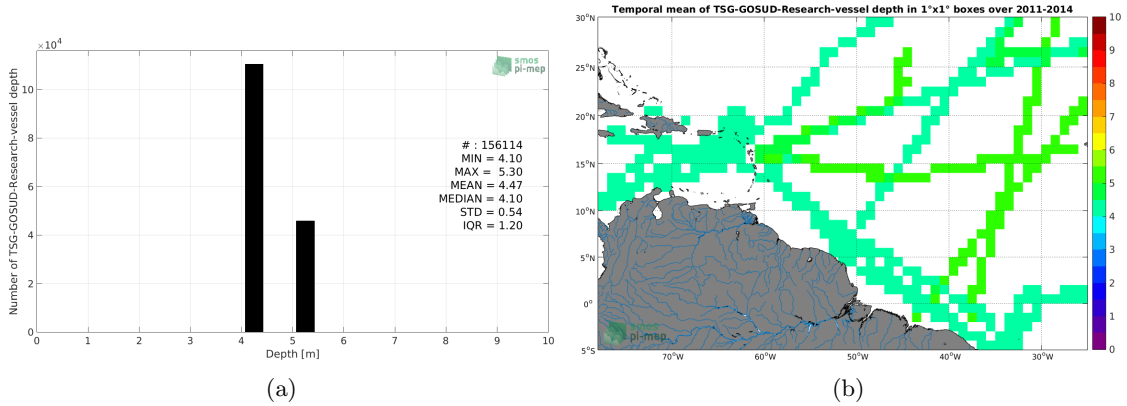 ×10⁴
10
8
6
4
2
0
Number of TSG-GOSUD-Research-vessel depth
smos
pi-mep
# : 156114
MIN = 4.10
MAX = 5.30
MEAN = 4.47
MEDIAN = 4.10
STD = 0.54
IQR = 1.20
0 1 2 3 4 5 6 7 8 9 10
Depth [m]
(a)
Temporal mean of TSG-GOSUD-Research-vessel depth in 1°x1° boxes over 2011-2014
30°N
25°N
20°N
15°N
10°N
5°N
0°
5°S
smos
pi-mep
70°W 60°W 50°W 40°W 30°W
10
9
8
7
6
5
4
3
2
1
0
(b)